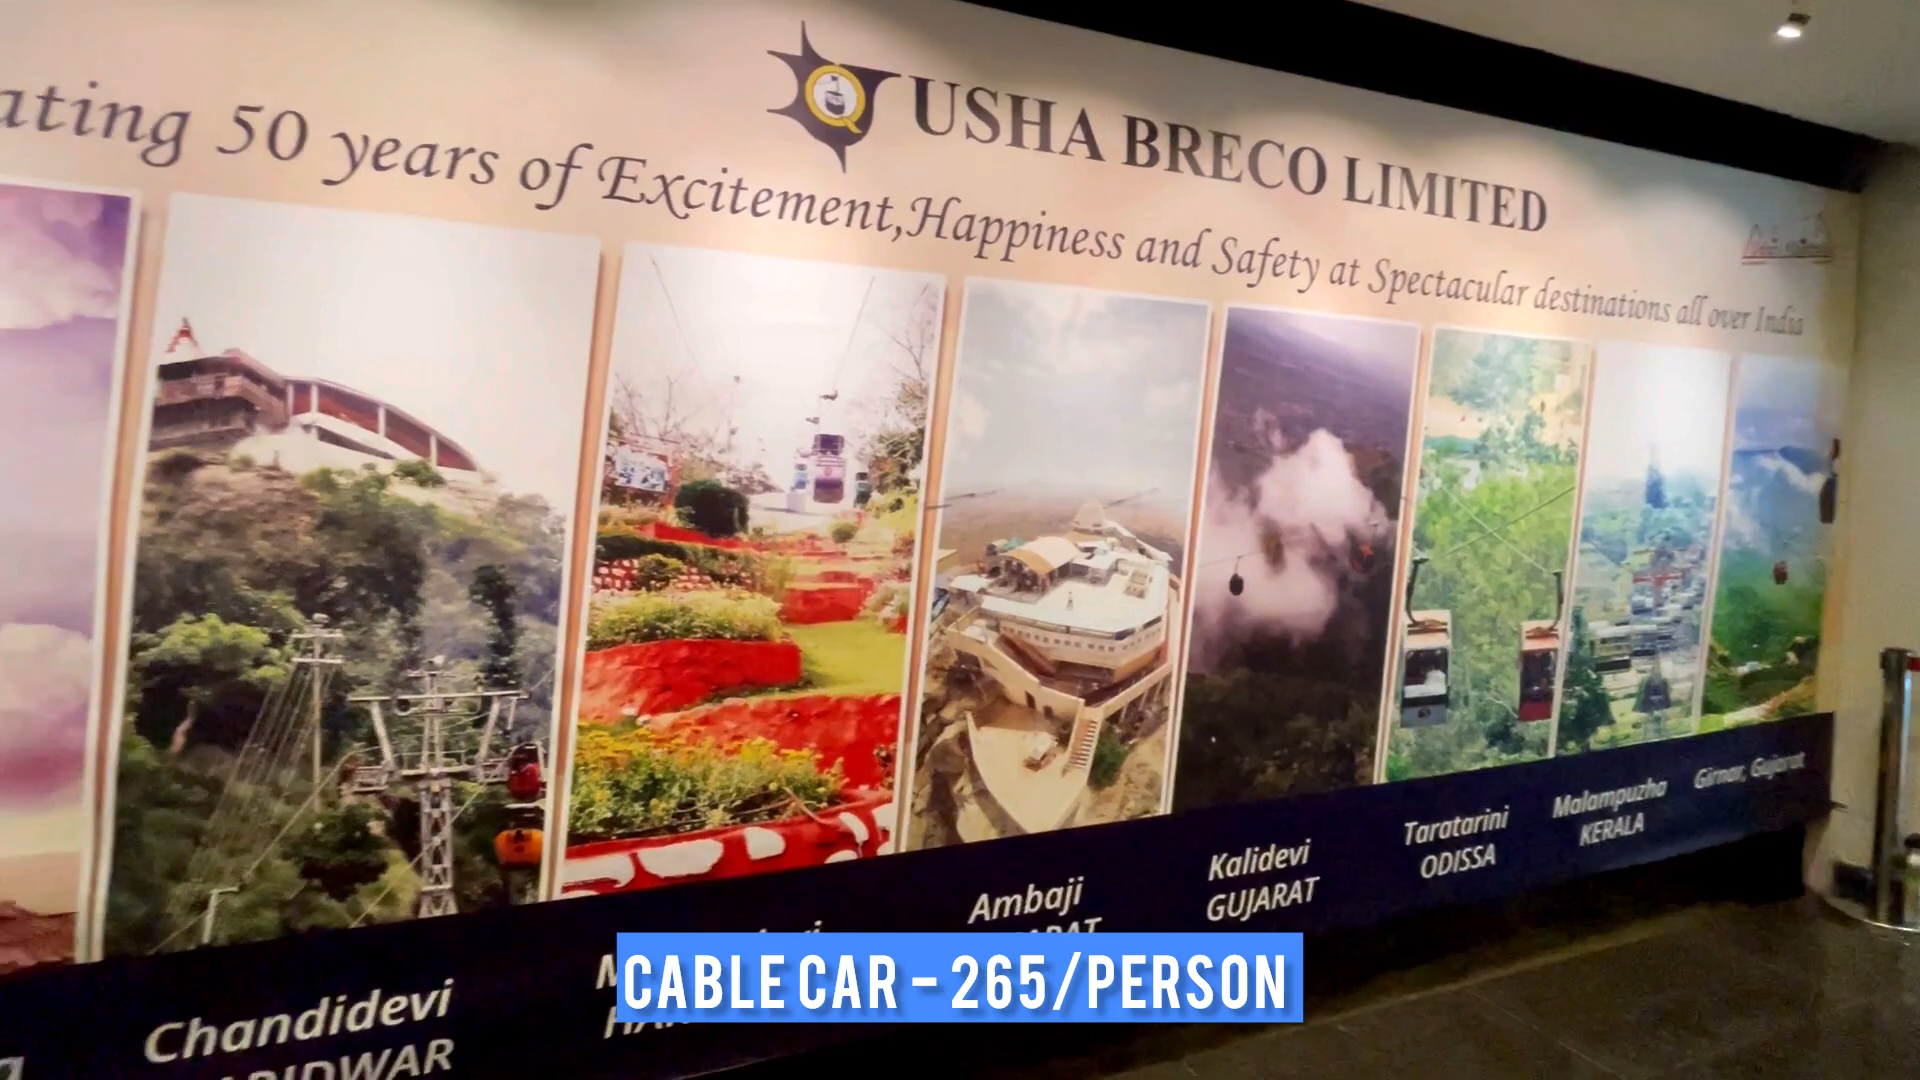 USHA BRECO LIMITED
ating 50 years of Excitement,Happiness and Safety at Spectacular destinations all over India
Chandidevi
ARIDWAR
Ambaji
Kalidevi
GUJARAT
Taratarini
ODISSA
Malampuzha
KERALA
Girnar, Gujarat
CABLE CAR – 265/PERSON